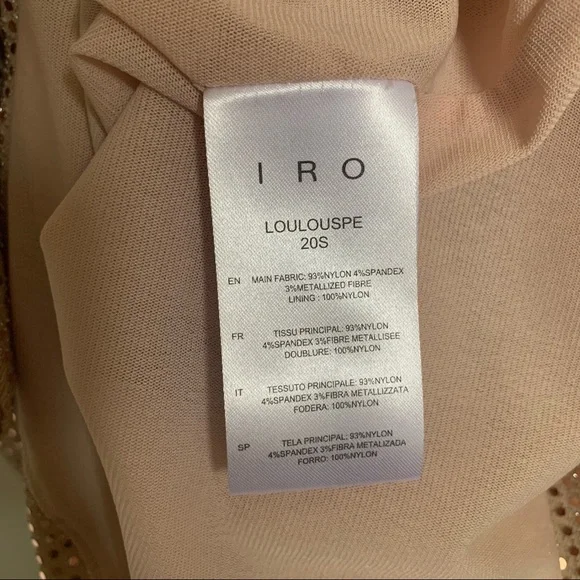 IRO
LOULOUSPE
20S
EN MAIN FABRIC: 93%NYLON 4%SPANDEX
3%METALLIZED FIBRE
LINING : 100%NYLON
FR TISSU PRINCIPAL: 93%NYLON
4%SPANDEX 3%FIBRE METALLISEE
DOUBLURE: 100%NYLON
IT TESSUTO PRINCIPALE: 93%NYLON
4%SPANDEX 3%FIBRA METALLIZZATA
FODERA: 100%NYLON
SP TELA PRINCIPAL: 93%NYLON
4%SPANDEX 3%FIBRA METALIZADA
FORRO: 100%NYLON